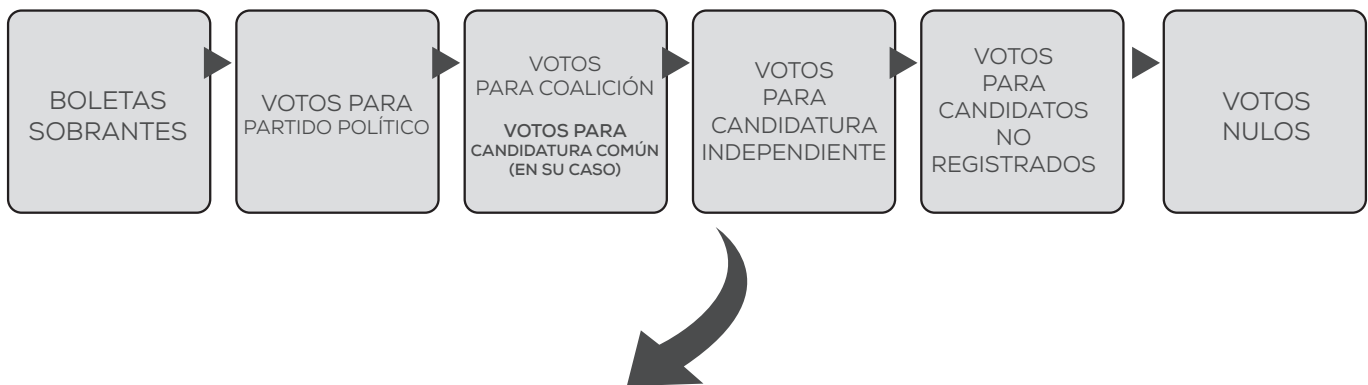 BOLETAS
SOBRANTES
VOTOS PARA
PARTIDO POLÍTICO
VOTOS
PARA COALICIÓN
VOTOS PARA
CANDIDATURA COMÚN
(EN SU CASO)
VOTOS
PARA
CANDIDATURA
INDEPENDIENTE
VOTOS
PARA
CANDIDATOS
NO
REGISTRADOS
VOTOS
NULOS